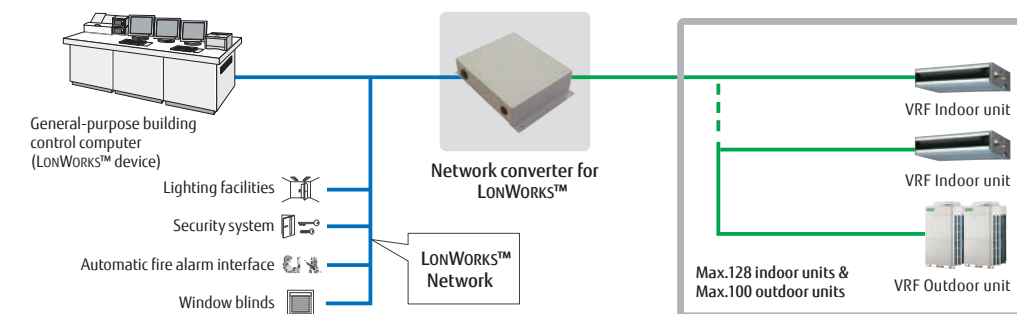 General-purpose building
control computer
(LONWORKS™ device)
Lighting facilities
Security system
Automatic fire alarm interface
Window blinds
Network converter for
LONWORKS™
LONWORKS™
Network
VRF Indoor unit
VRF Indoor unit
Max.128 indoor units &
Max.100 outdoor units
VRF Outdoor unit